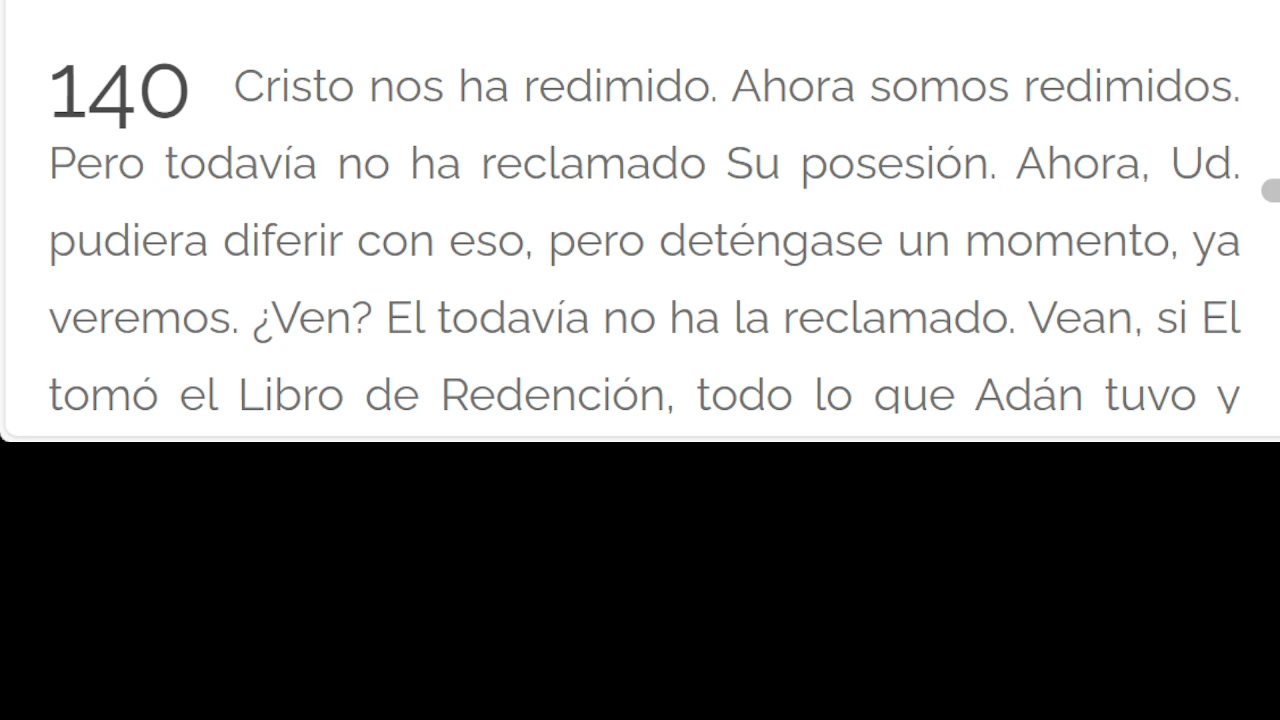 140 Cristo nos ha redimido. Ahora somos redimidos.
Pero todavía no ha reclamado Su posesión. Ahora, Ud.
pudiera diferir con eso, pero deténgase un momento, ya
veremos. ¿Ven? El todavía no ha la reclamado. Vean, si El
tomó el Libro de Redención, todo lo que Adán tuvo y